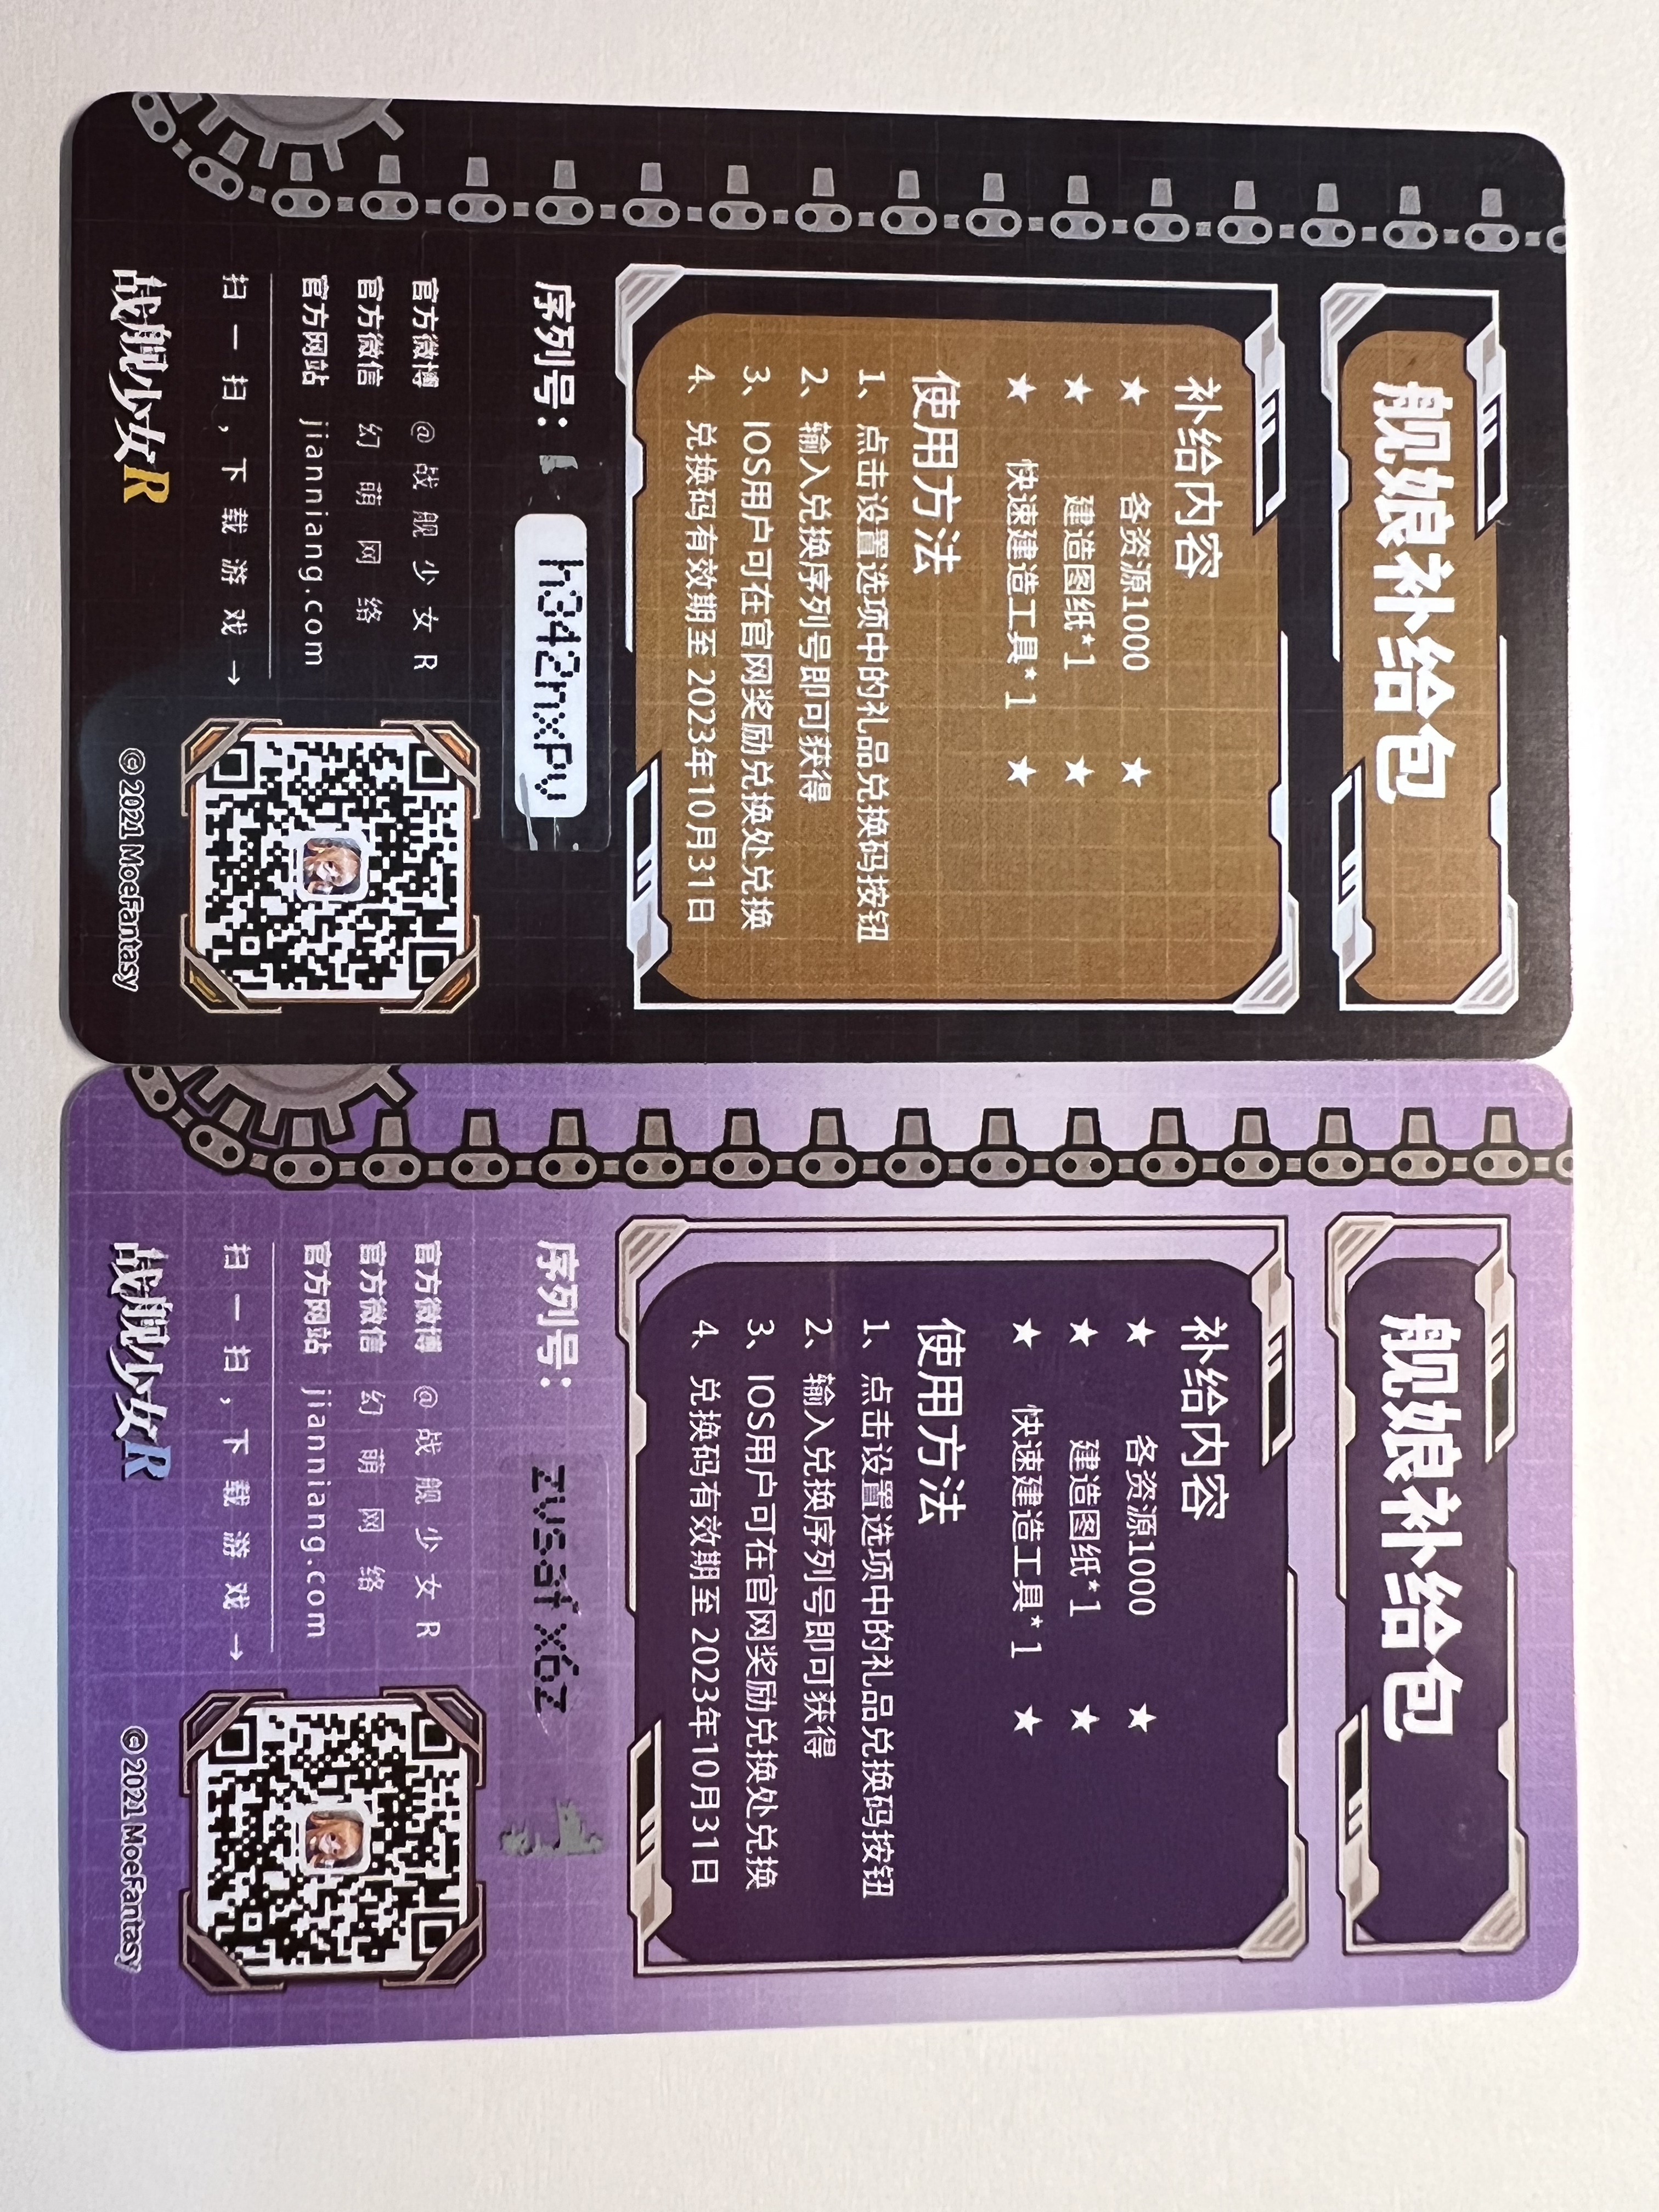 舰娘补给包
补给内容
★ 各资源1000 ★
★ 建造图纸*1 ★
★ 快速建造工具*1 ★
使用方法
1、点击设置选项中的礼品兑换码按钮
2、输入兑换序列号即可获得
3、IOS用户可在官网奖励兑换处兑换
4、兑换码有效期至 2023年10月31日
序列号： h342rxpv
官方微博 @战舰少女R
官方微信 幻萌网络
官方网站 jianniang.com
扫一扫，下载游戏→
战舰少女R
© 2021 MoeFantasy
舰娘补给包
补给内容
★ 各资源1000 ★
★ 建造图纸*1 ★
★ 快速建造工具*1 ★
使用方法
1、点击设置选项中的礼品兑换码按钮
2、输入兑换序列号即可获得
3、IOS用户可在官网奖励兑换处兑换
4、兑换码有效期至 2023年10月31日
序列号： zvsafx6z
官方微博 @战舰少女R
官方微信 幻萌网络
官方网站 jianniang.com
扫一扫，下载游戏→
战舰少女R
© 2021 MoeFantasy